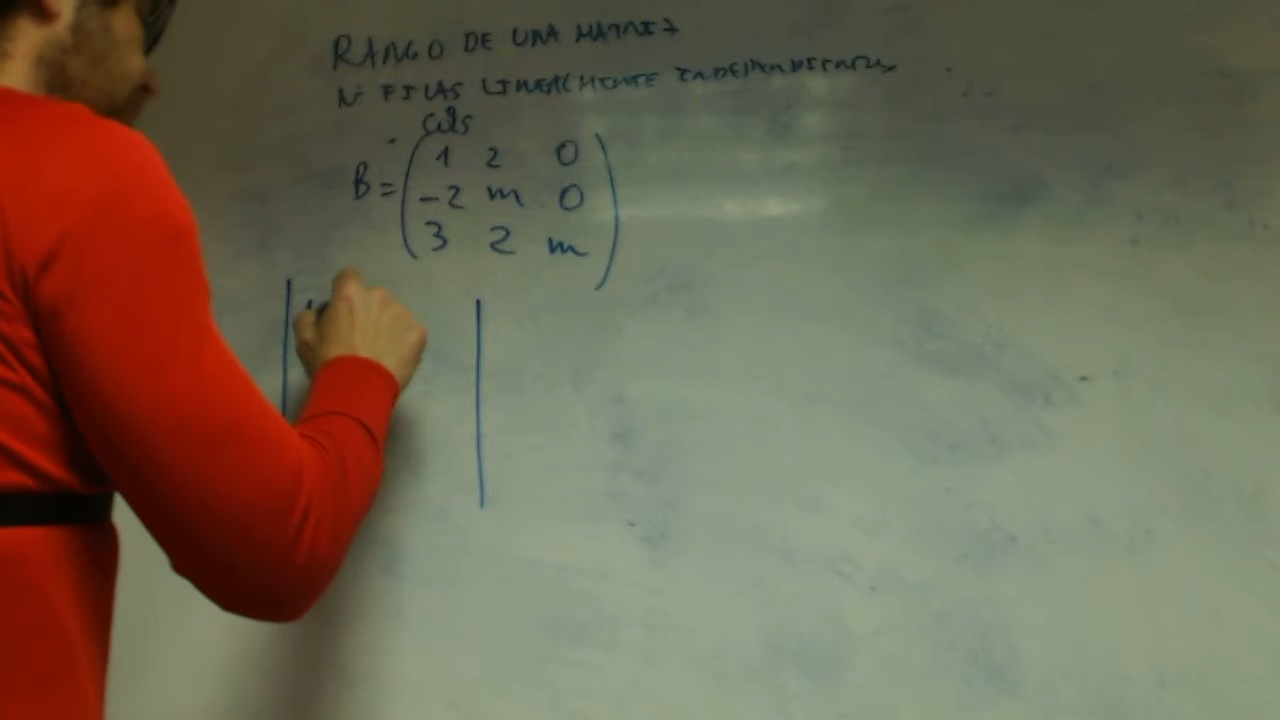 RANGO DE UNA MATRIZ
Nº FILAS LINEALMENTE INDEPENDIENTES
cols
B = ( 1 2 0
-2 m 0
3 2 m )